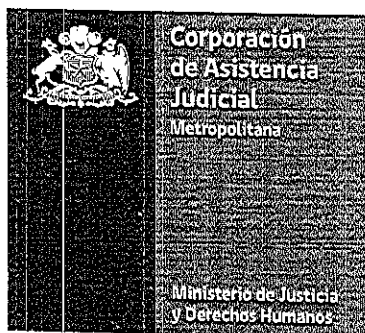 Corporación
de Asistencia
Judicial
Metropolitana
Ministerio de Justicia
y Derechos Humanos